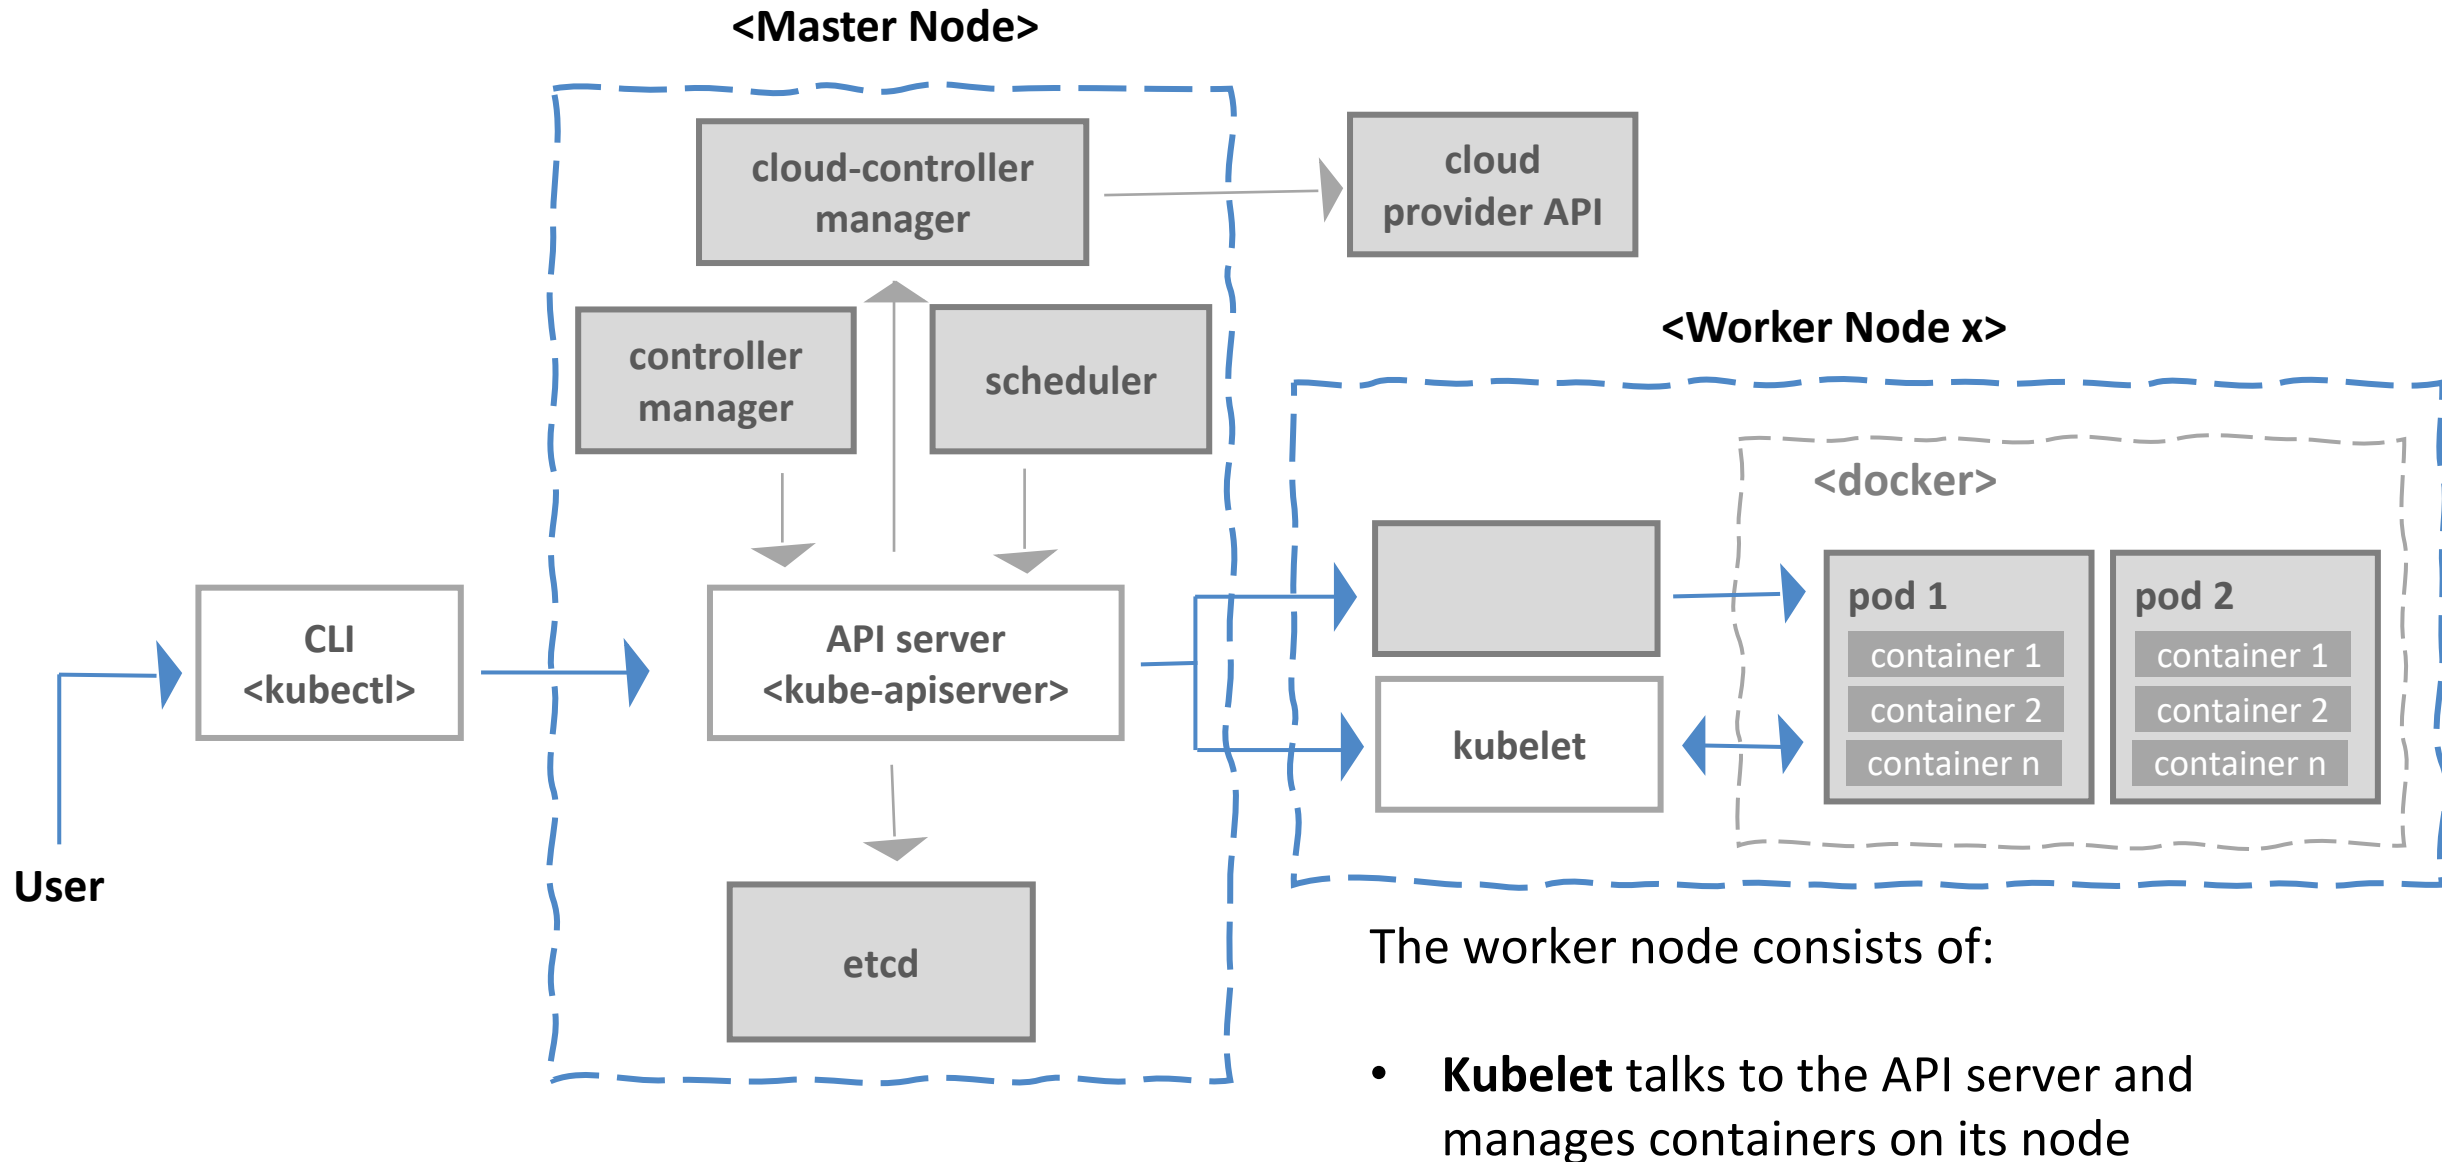 <Master Node>
cloud-controller
manager
cloud
provider API
controller
manager
scheduler
<Worker Node x>
<docker>
CLI
<kubectl>
API server
<kube-apiserver>
pod 1
container 1
container 2
container n
pod 2
container 1
container 2
container n
kubelet
User
etcd
The worker node consists of:
• Kubelet talks to the API server and
manages containers on its node